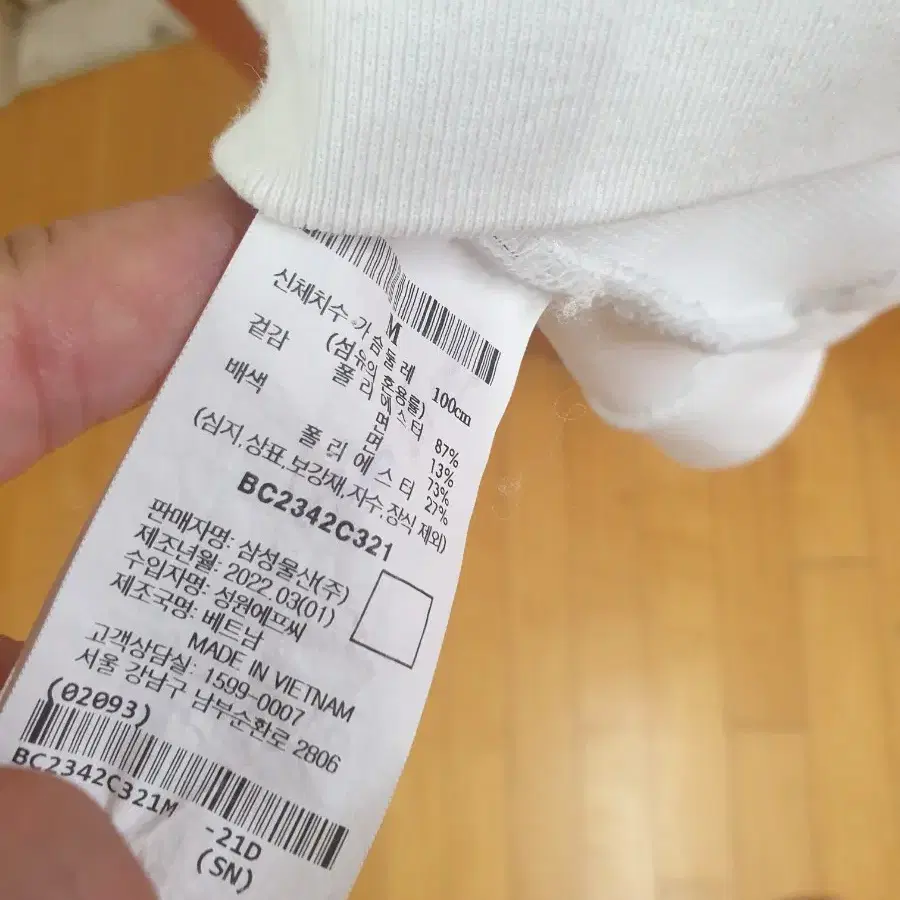 M
신체치수 가슴둘레 100cm
(섬유의혼용률)
겉감 폴리에스터 87%
면 13%
배색 면 73%
폴리에스터 27%
(심지,상표,보강재,자수,장식 제외)
BC2342C321
판매자명: 삼성물산(주)
제조년월: 2022.03(01)
수입자명: 성원에프씨
제조국명: 베트남
MADE IN VIETNAM
고객상담실: 1599-0007
서울 강남구 남부순환로 2806
(02093)
BC2342C321M -21D
(SN)